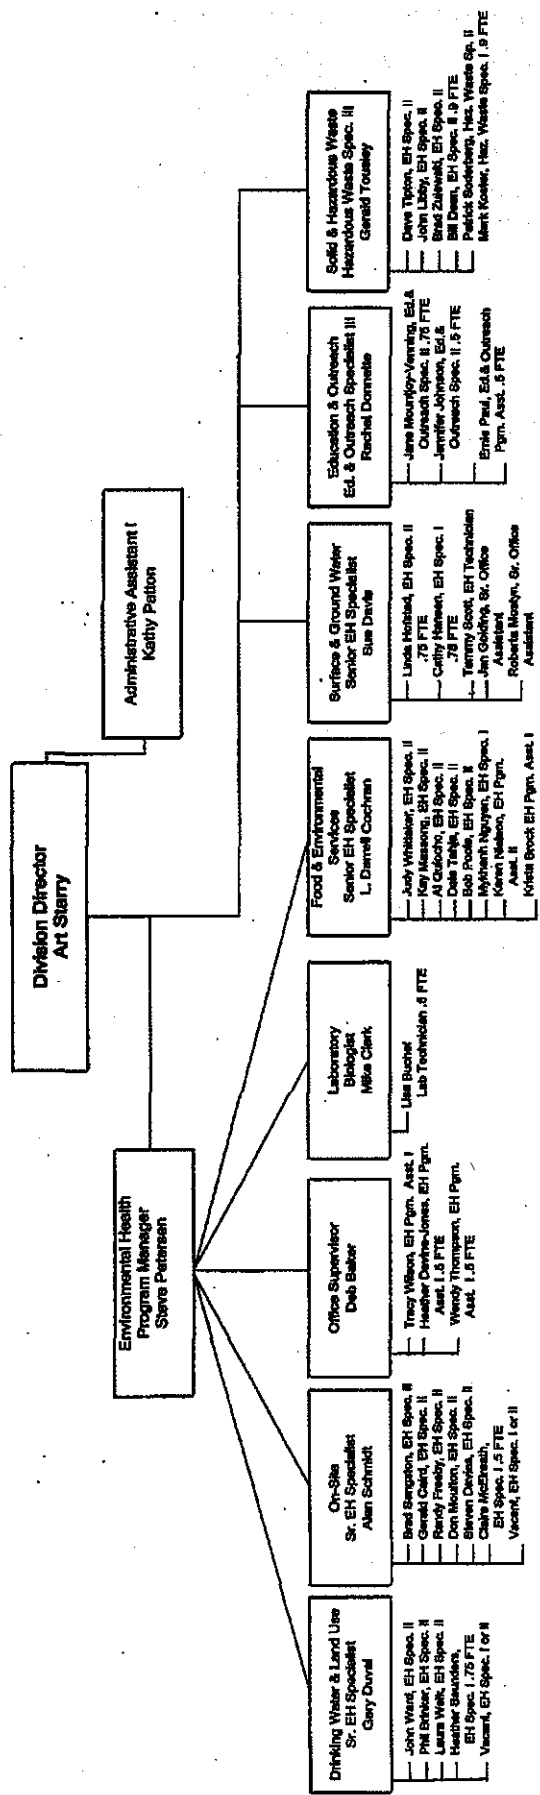 Division Director
Art Starry
Administrative Assistant I
Kathy Patton
Environmental Health
Program Manager
Steve Petersen
Drinking Water & Land Use
Sr. EH Specialist
Gary Duval
John Ward, EH Spec. II
Phil Brinker, EH Spec. II
Laura Welk, EH Spec. II
Heather Saunders,
EH Spec. I .75 FTE
Vacant, EH Spec. I or II
On-Site
Sr. EH Specialist
Alan Schmidt
Brad Sengston, EH Spec. II
Gerald Caird, EH Spec. II
Randy Freeby, EH Spec. II
Don Moulton, EH Spec. II
Steven Davies, EH Spec. II
Claire McElreath,
EH Spec. I .5 FTE
Vacant, EH Spec. I or II
Office Supervisor
Deb Baker
Tracy Wilson, EH Pgm. Asst. I
Heather Devine-Jones, EH Pgm.
Asst. I .5 FTE
Wendy Thompson, EH Pgm.
Asst. I .5 FTE
Laboratory
Biologist
Mike Clark
Lisa Buchet
Lab Technician .6 FTE
Food & Environmental
Services
Senior EH Specialist
L. Darrell Cochran
Judy Whittaker, EH Spec. II
Kay Massong, EH Spec. II
Al Quiocho, EH Spec. II
Dale Tahja, EH Spec. II
Bob Poole, EH Spec. II
Mykhanh Nguyen, EH Spec. I
Karen Nielson, EH Pgm.
Asst. II
Krista Brock EH Pgm. Asst. I
Surface & Ground Water
Senior EH Specialist
Sue Davis
Linda Hofstad, EH Spec. II
.75 FTE
Cathy Hansen, EH Spec. I
.75 FTE
Tammy Scott, EH Technician
Jan Golding, Sr. Office
Assistant
Roberta Mostyn, Sr. Office
Assistant
Education & Outreach
Ed. & Outreach Specialist III
Rachel Donnette
Jane Mountjoy-Venning, Ed.&
Outreach Spec. II .75 FTE
Jennifer Johnson, Ed.&
Outreach Spec. II .5 FTE
Ernie Paul, Ed.& Outreach
Pgm. Asst. .5 FTE
Solid & Hazardous Waste
Hazardous Waste Spec. III
Gerald Tousley
Dave Tipton, EH Spec. II
John Libby, EH Spec. II
Brad Zulewski, EH Spec. II
Bill Dean, EH Spec. II .9 FTE
Patrick Soderberg, Haz. Waste Sp. II
Mark Koster, Haz. Waste Spec. I .9 FTE